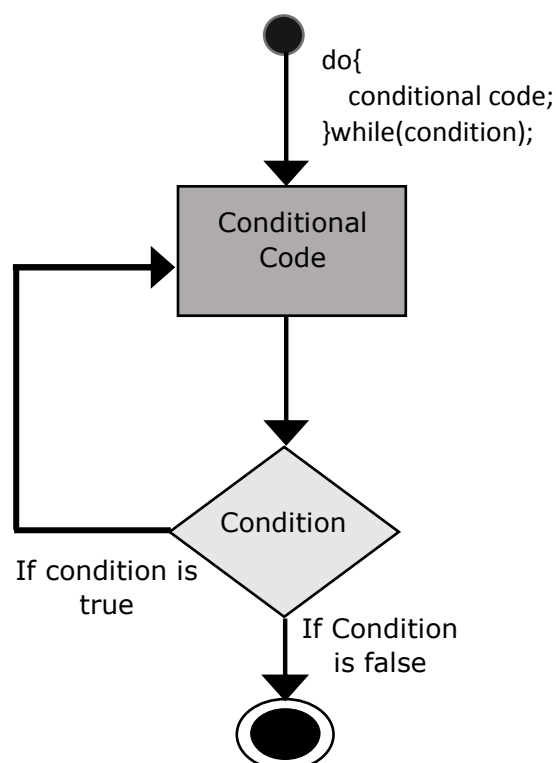 do{
conditional code;
}while(condition);
Conditional
Code
Condition
If condition is
true
If Condition
is false